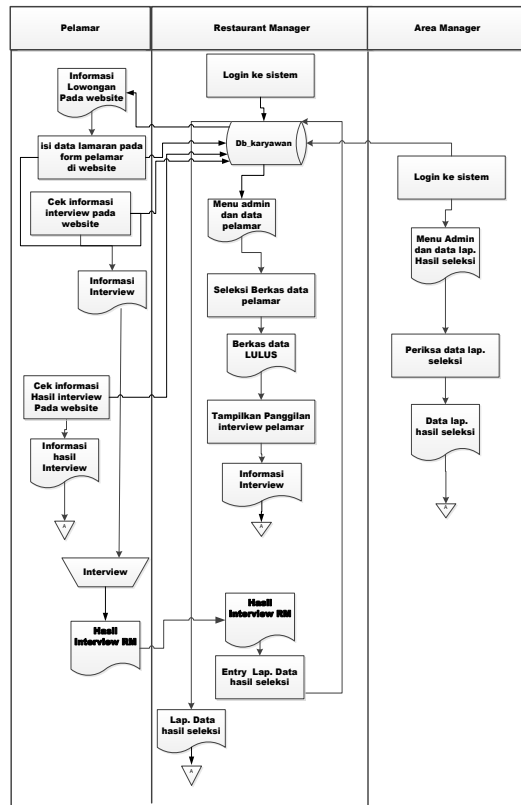 Pelamar
Restaurant Manager
Area Manager
Informasi
Lowongan
Pada website
isi data lamaran pada
form pelamar
di website
Cek informasi
interview pada
website
Informasi
Interview
Cek informasi
Hasil interview
Pada website
Informasi
hasil
Interview
A
Interview
Hasil
Interview RM
Login ke sistem
Db_karyawan
Menu admin
dan data
pelamar
Seleksi Berkas data
pelamar
Berkas data
LULUS
Tampilkan Panggilan
interview pelamar
Informasi
Interview
A
Hasil
Interview RM
Entry Lap. Data
hasil seleksi
Lap. Data
hasil seleksi
A
Login ke sistem
Menu Admin
dan data lap.
Hasil seleksi
Periksa data lap.
seleksi
Data lap.
hasil seleksi
A